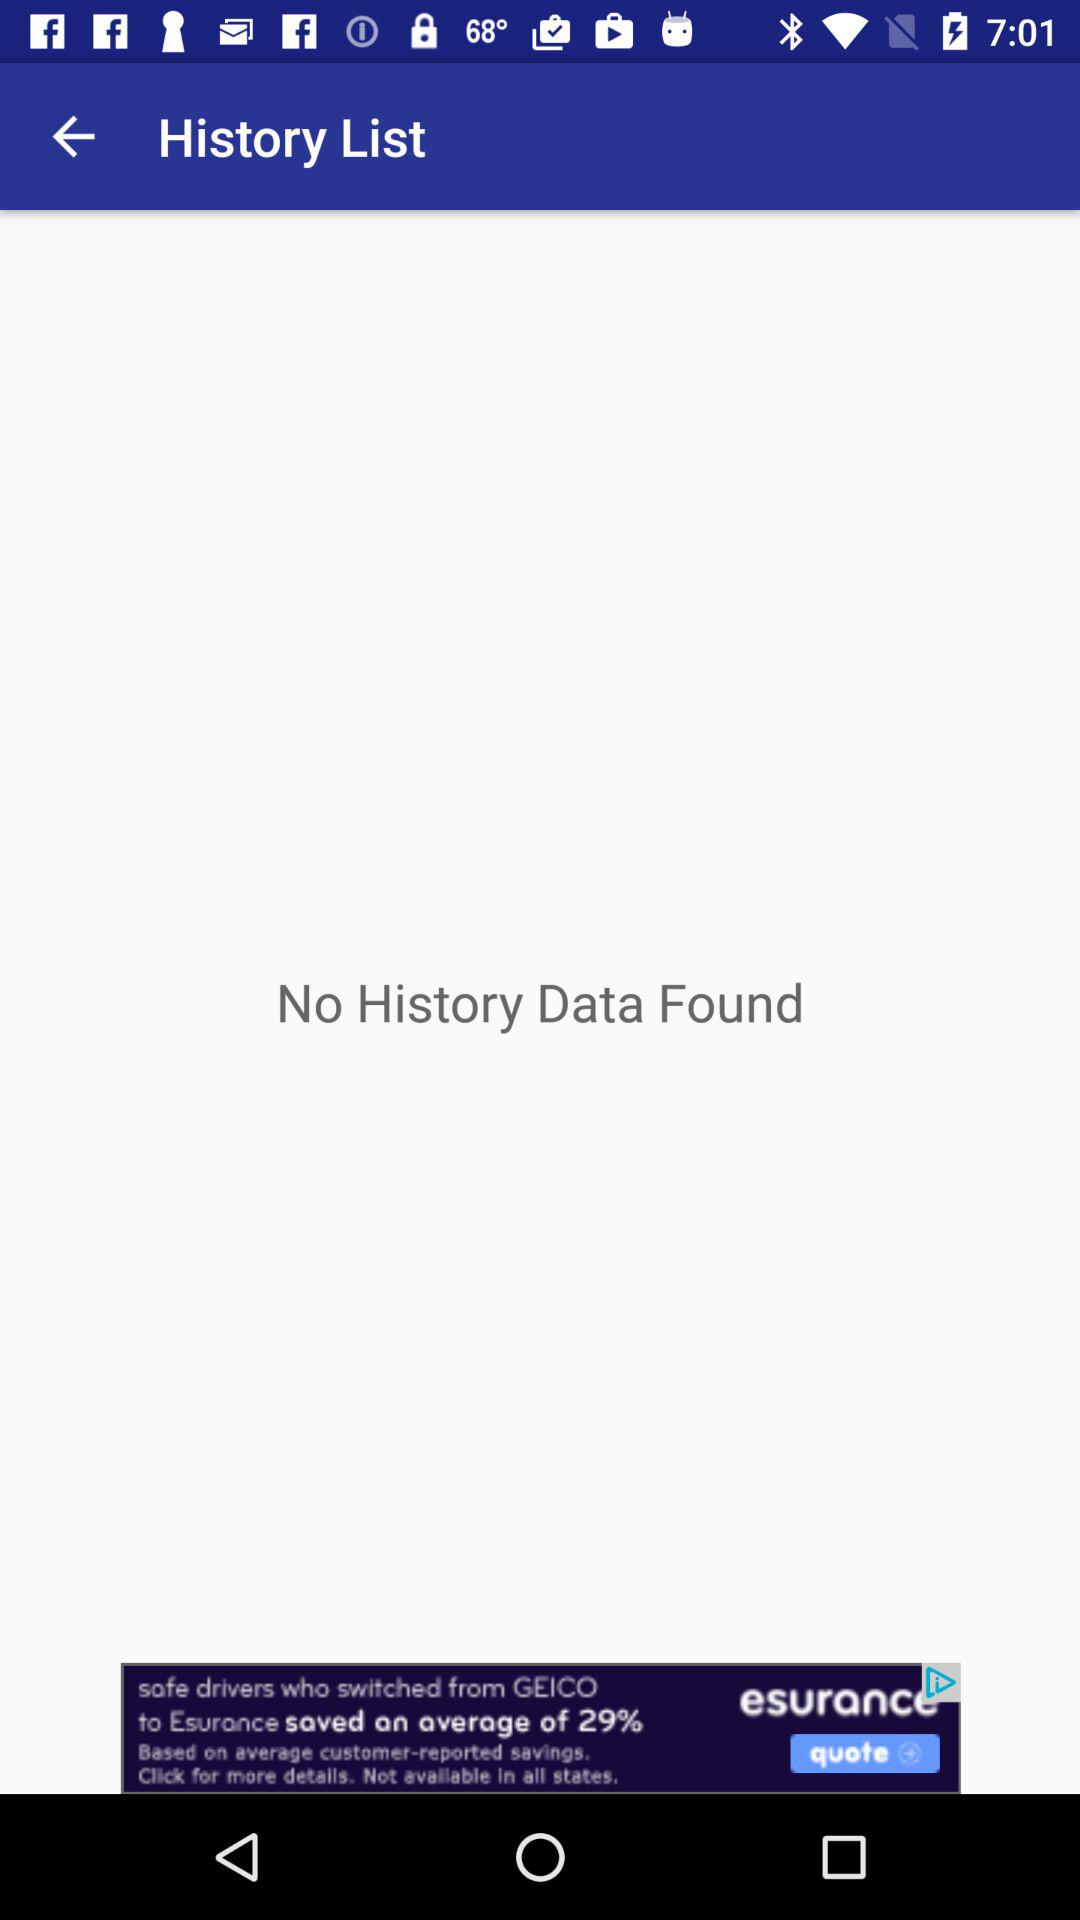 68° 7:01
History List
No History Data Found
safe drivers who switched from GEICO
to Esurance saved an average of 29%
Based on average customer-reported savings.
Click for more details. Not available in all states.
esurance
quote